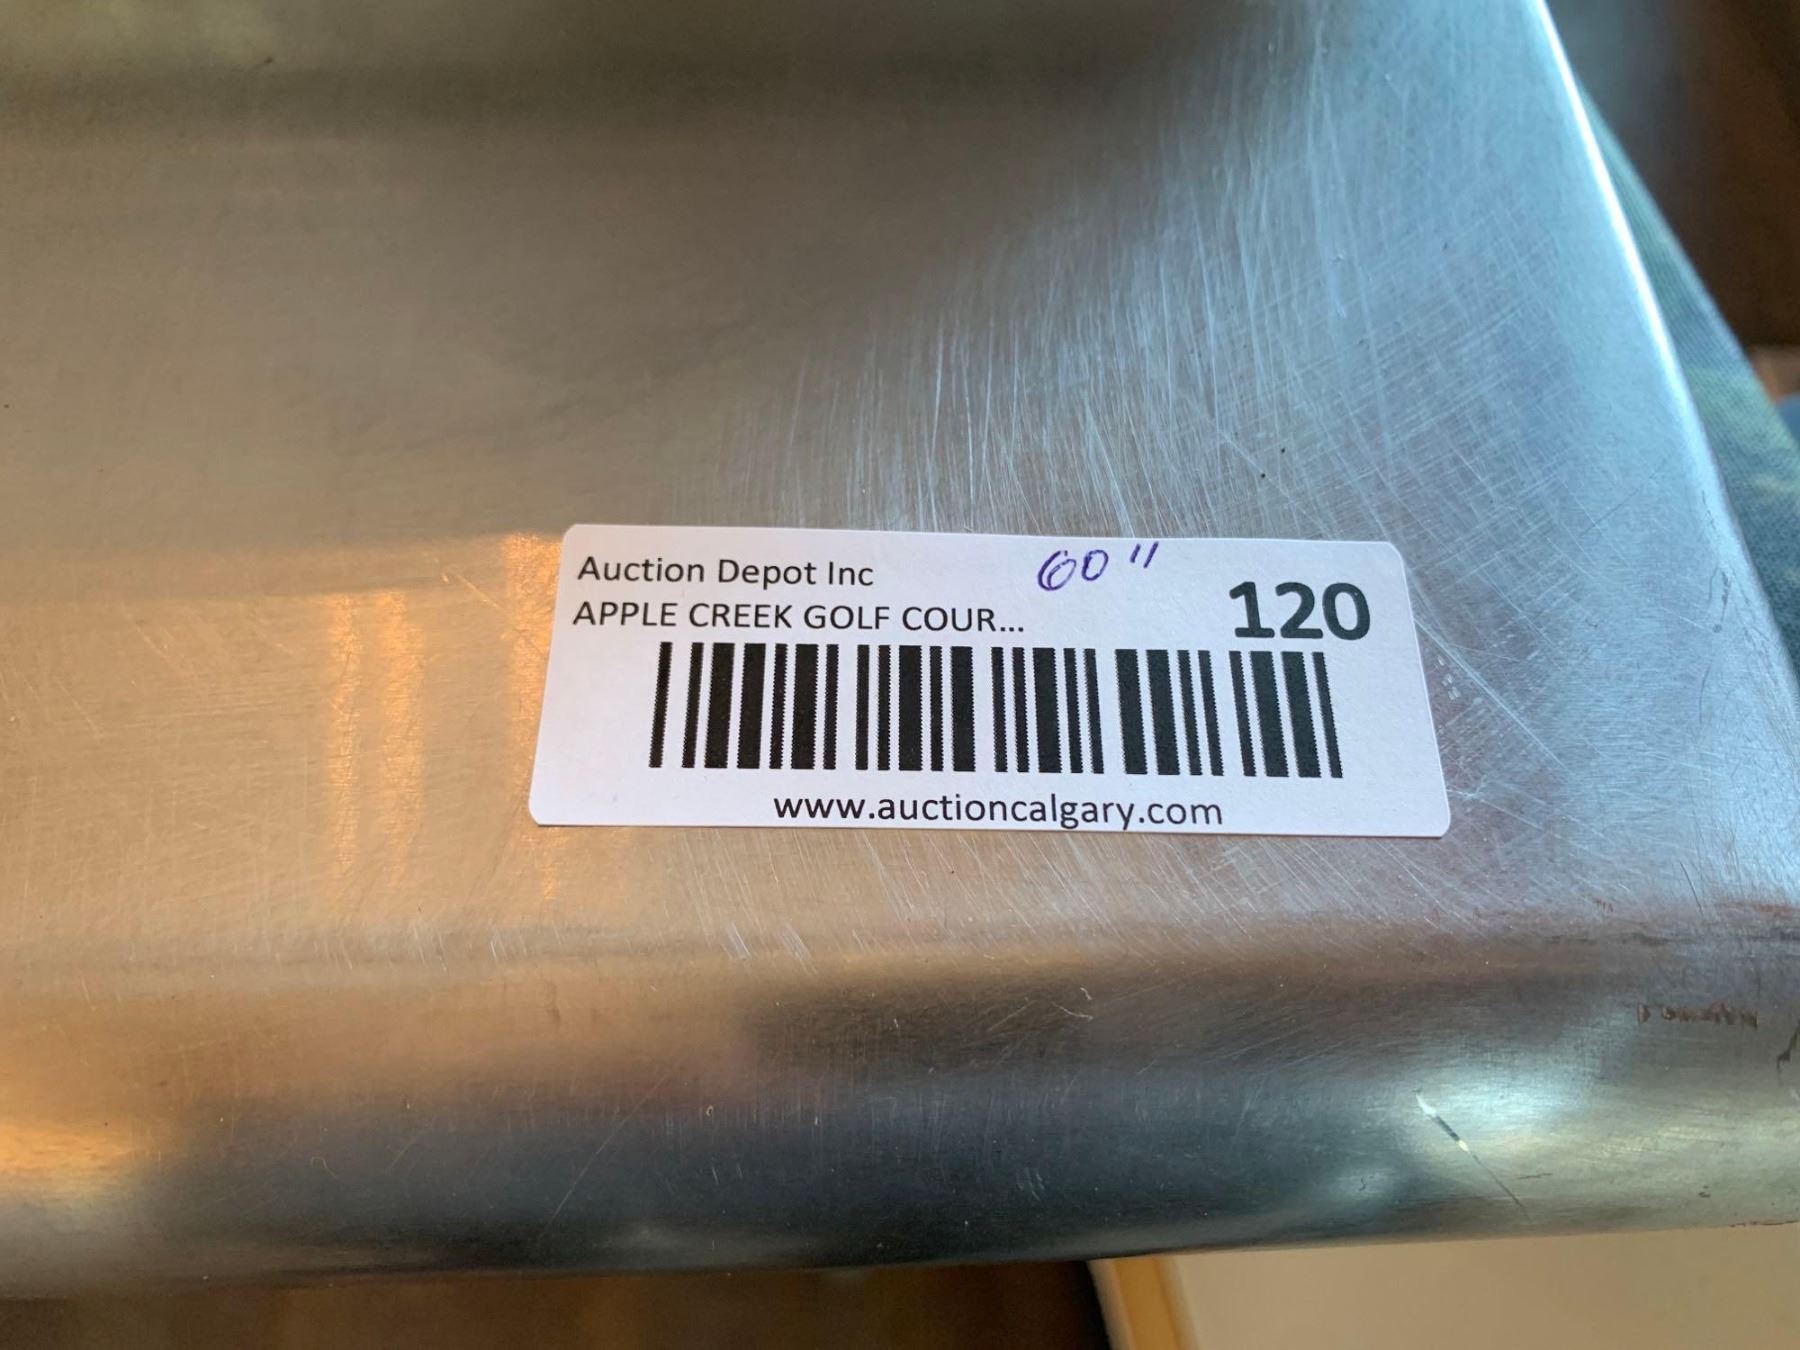 Auction Depot Inc
60"
APPLE CREEK GOLF COUR...
120
www.auctioncalgary.com